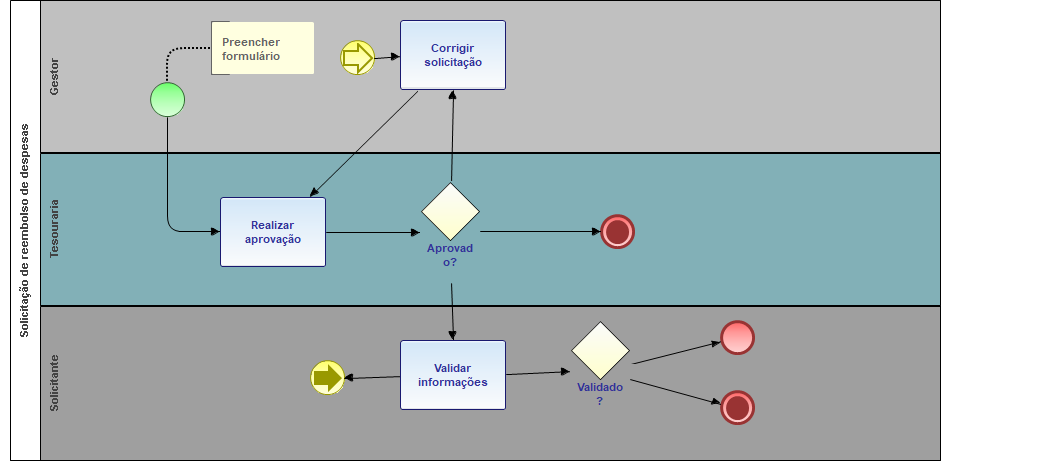 Solicitação de reembolso de despesas
Gestor
Preencher
formulário
Corrigir
solicitação
Tesouraria
Realizar
aprovação
Aprovad
o?
Solicitante
Validar
informações
Validado
?